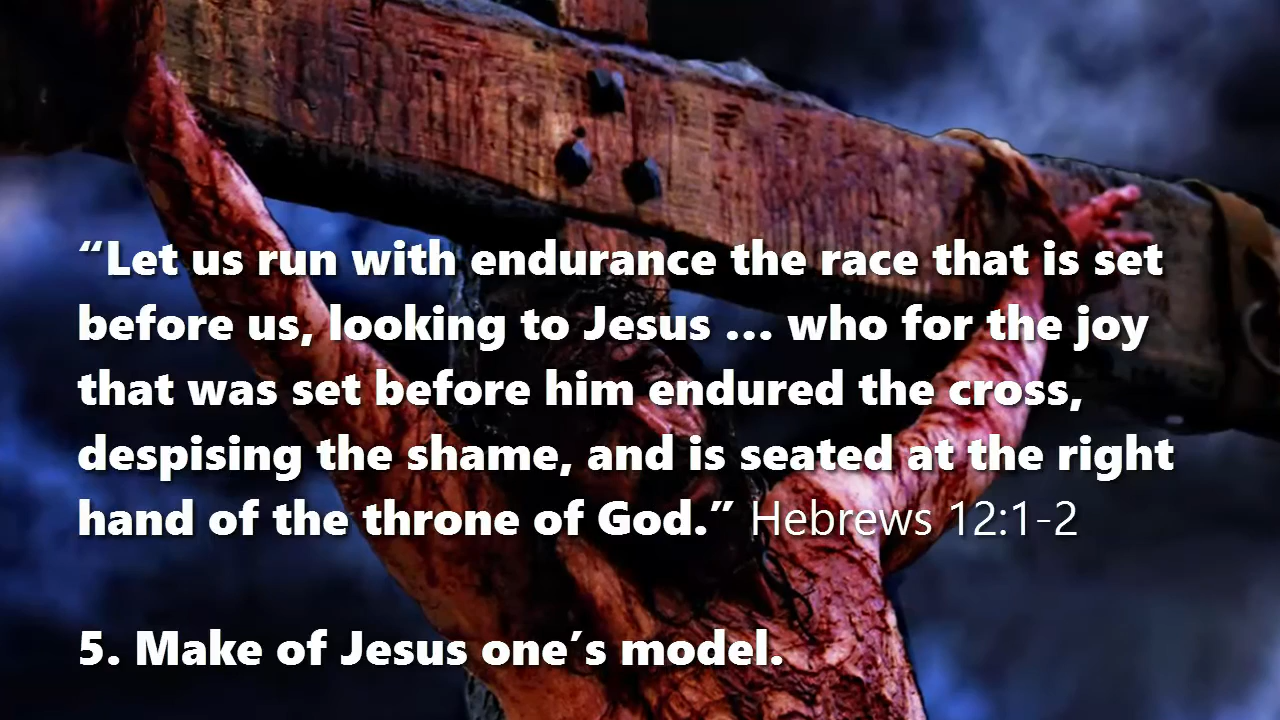 “Let us run with endurance the race that is set
before us, looking to Jesus … who for the joy
that was set before him endured the cross,
despising the shame, and is seated at the right
hand of the throne of God.” Hebrews 12:1-2
5. Make of Jesus one’s model.